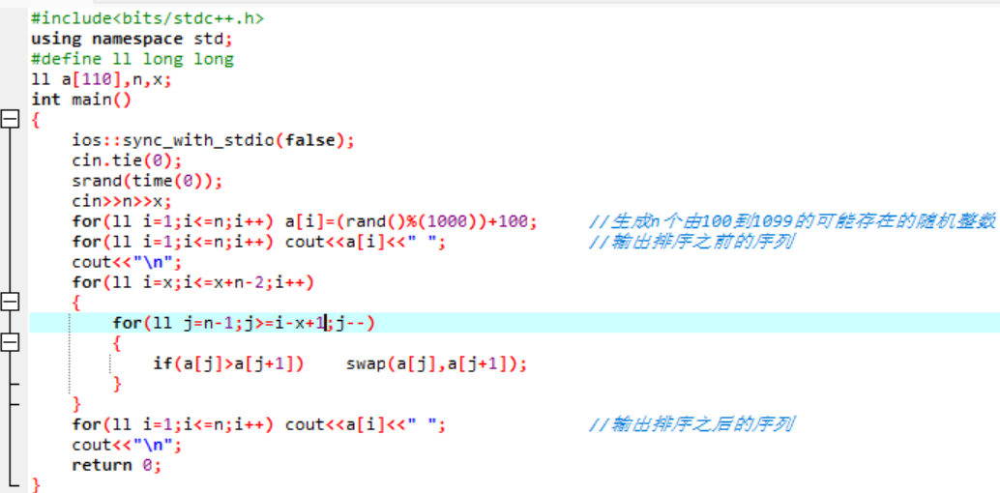 #include<bits/stdc++.h>
using namespace std;
#define ll long long
ll a[110],n,x;
int main()
{
    ios::sync_with_stdio(false);
    cin.tie(0);
    srand(time(0));
    cin>>n>>x;
    for(ll i=1;i<=n;i++) a[i]=(rand()%(1000))+100;     //生成n个由100到1099的可能存在的随机整数
    for(ll i=1;i<=n;i++) cout<<a[i]<<" ";              //输出排序之前的序列
    cout<<"\n";
    for(ll i=x;i<=x+n-2;i++)
    {
        for(ll j=n-1;j>=i-x+1;j--)
        {
            if(a[j]>a[j+1])    swap(a[j],a[j+1]);
        }
    }
    for(ll i=1;i<=n;i++) cout<<a[i]<<" ";              //输出排序之后的序列
    cout<<"\n";
    return 0;
}